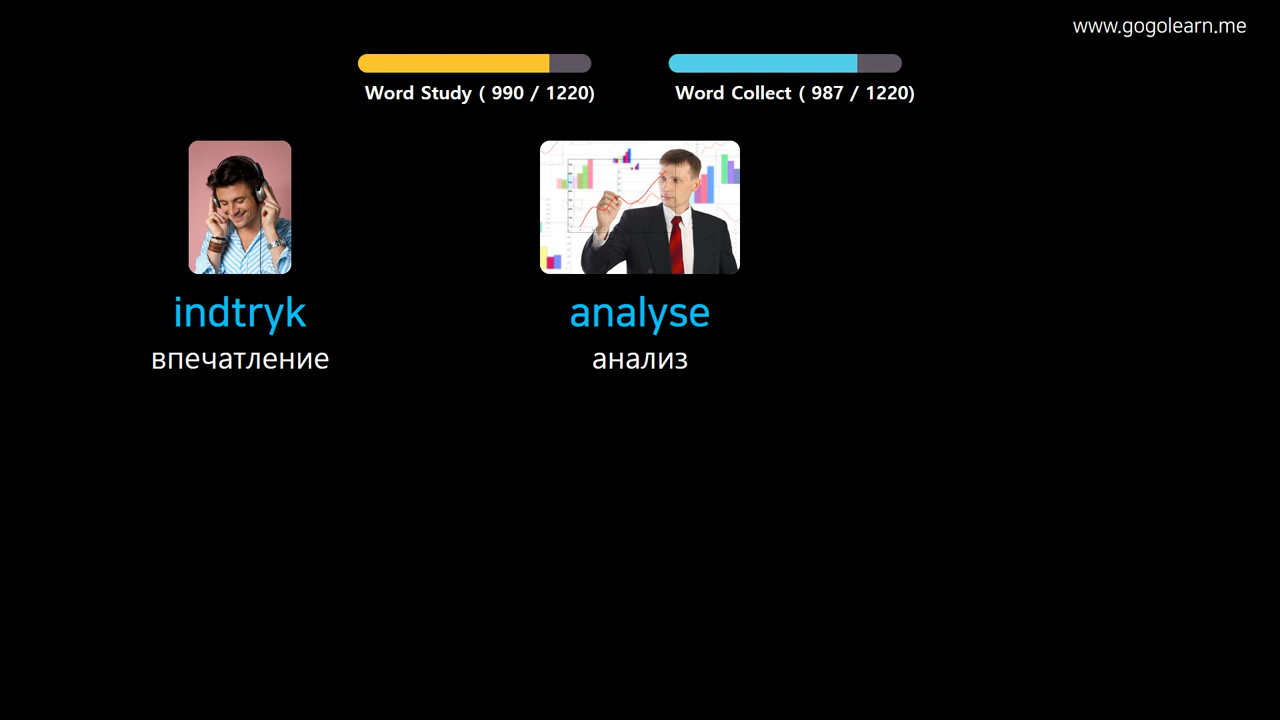 www.gogolearn.me
Word Study ( 990 / 1220)
Word Collect ( 987 / 1220)
indtryk
analyse
впечатление
анализ